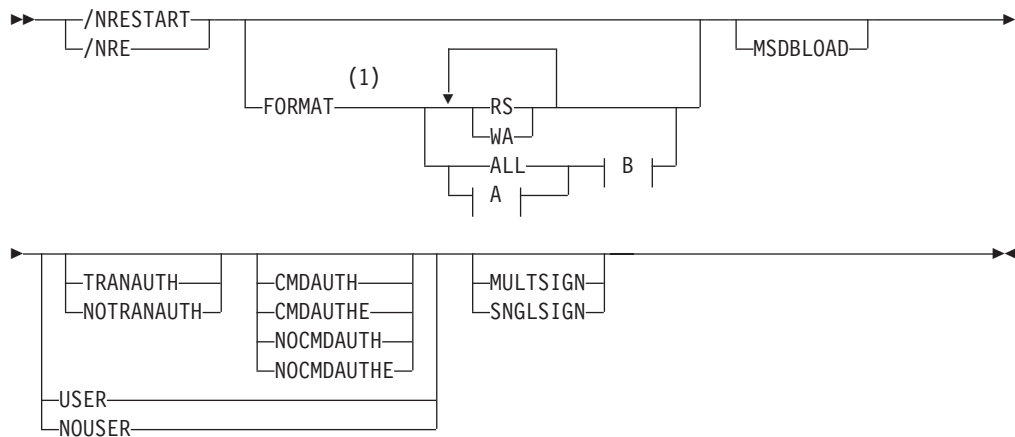 /NRESTART
/NRE
MSDBLOAD
(1)
FORMAT
RS
WA
ALL
B
A
TRANAUTH
NOTRANAUTH
CMDAUTH
CMDAUTHE
NOCMDAUTH
NOCMDAUTHE
MULTSIGN
SNGLSIGN
USER
NOUSER